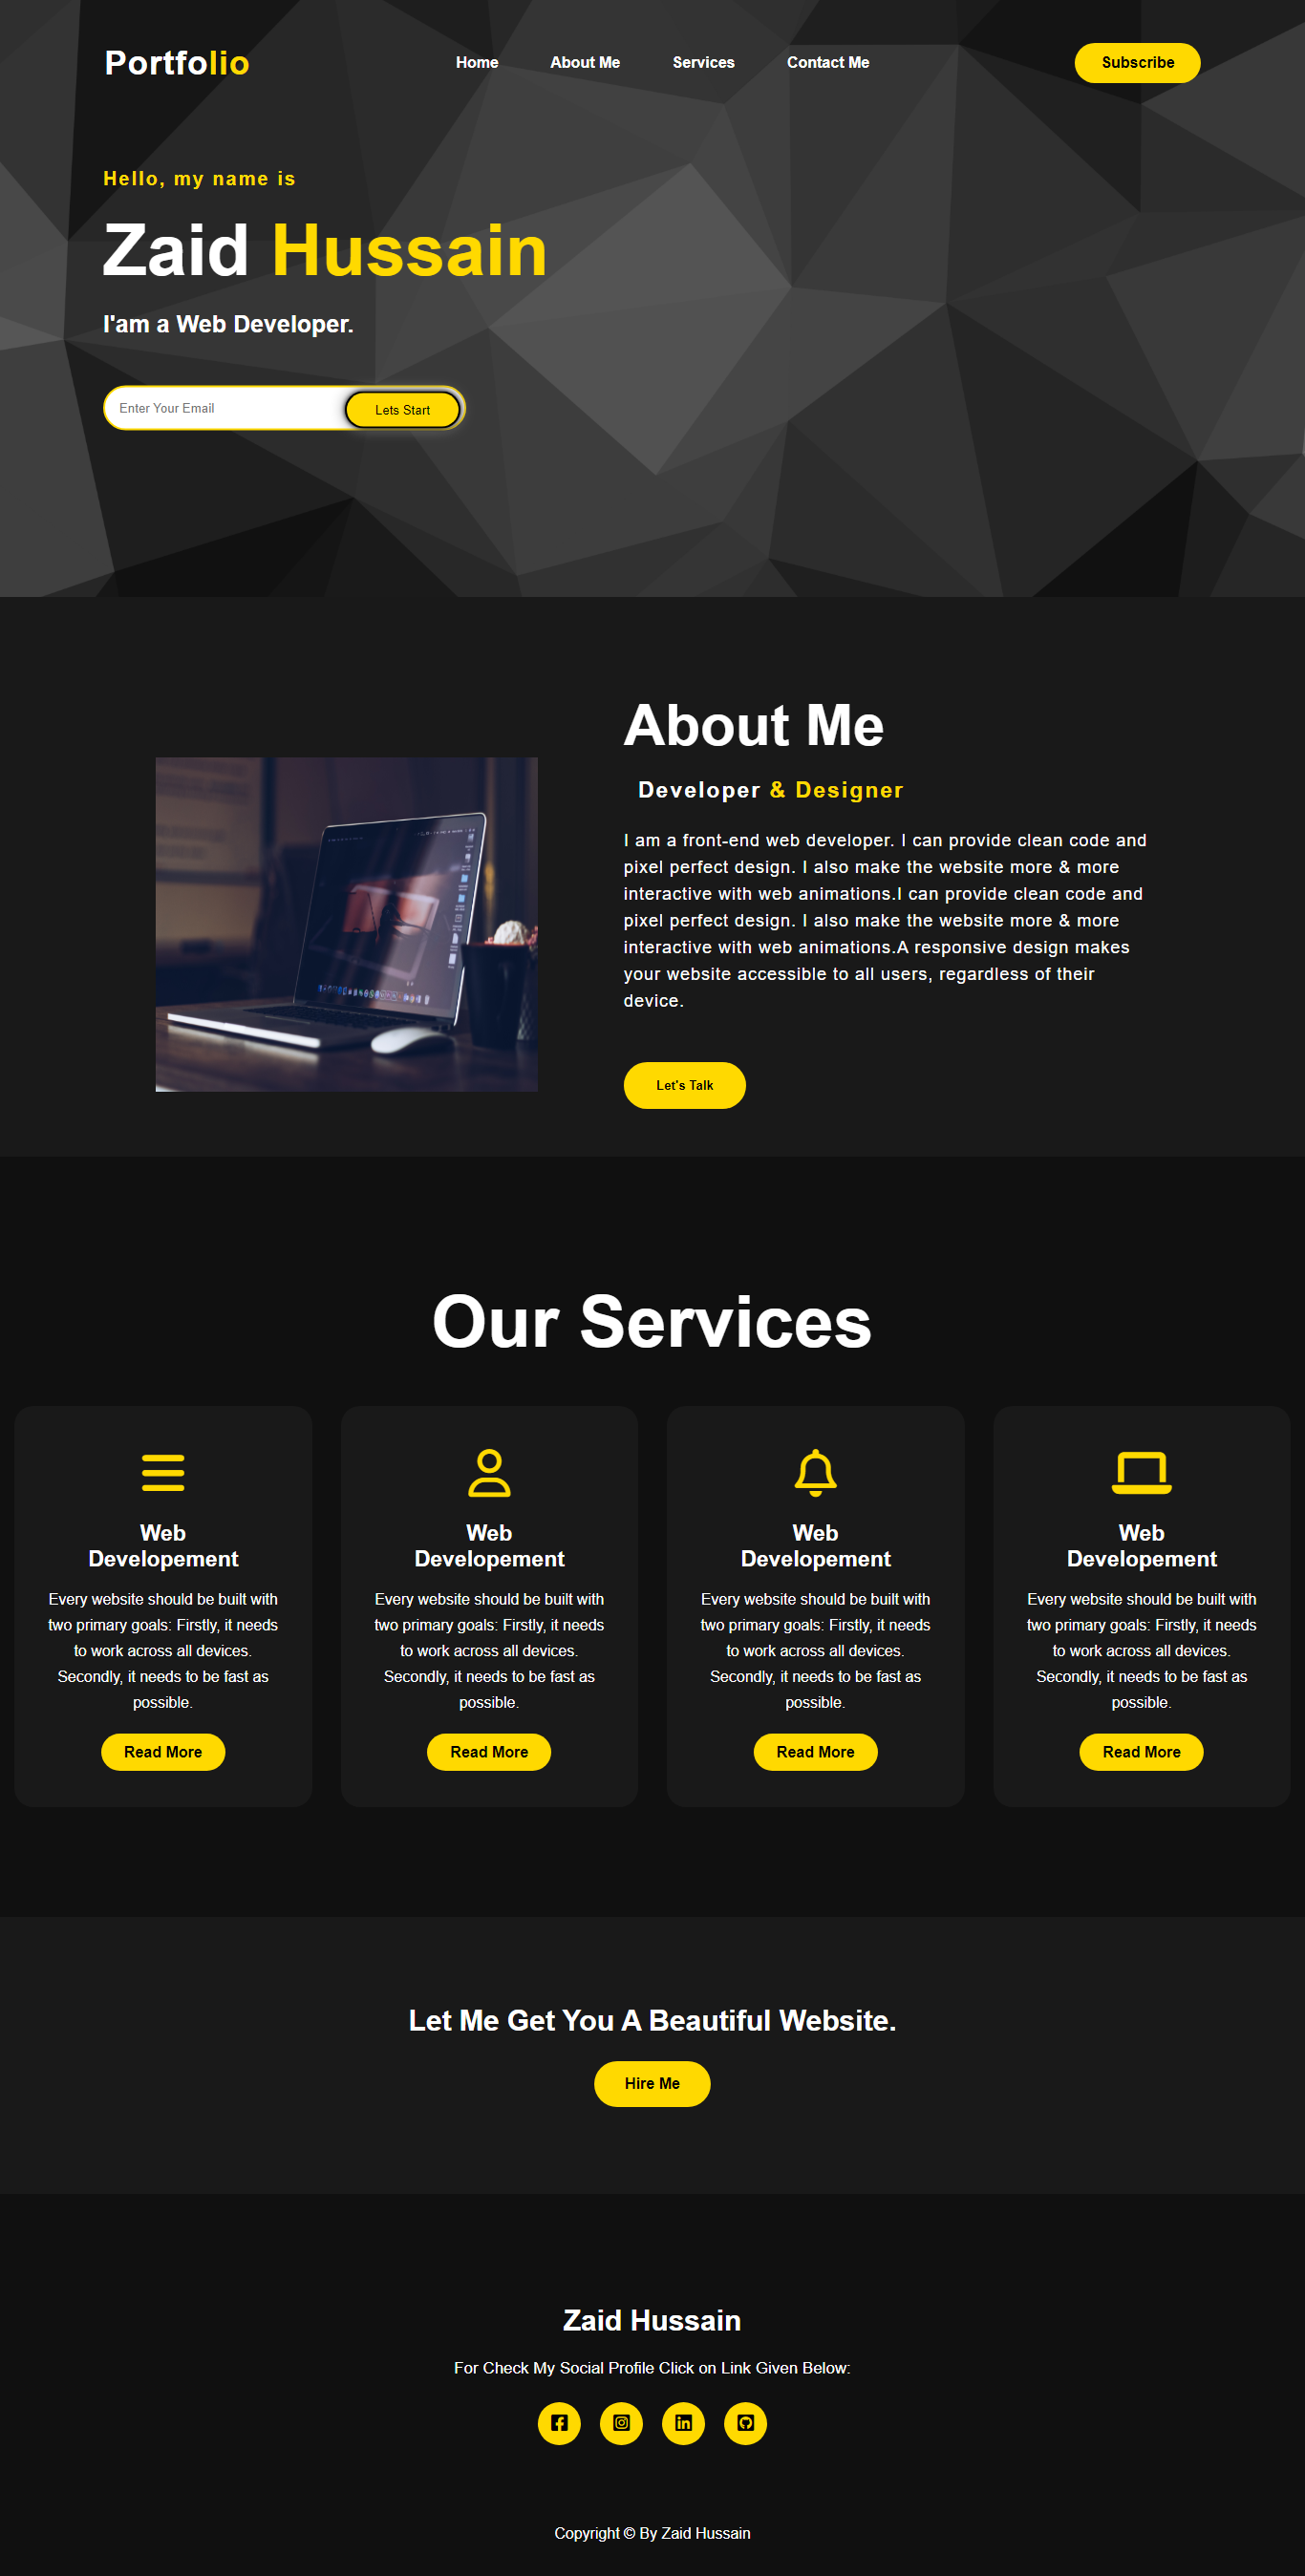 Portfolio
Home
About Me
Services
Contact Me
Subscribe
Hello, my name is
Zaid Hussain
I'am a Web Developer.
Enter Your Email
Lets Start
About Me
Developer & Designer
I am a front-end web developer. I can provide clean code and
pixel perfect design. I also make the website more & more
interactive with web animations.I can provide clean code and
pixel perfect design. I also make the website more & more
interactive with web animations.A responsive design makes
your website accessible to all users, regardless of their
device.
Let's Talk
Our Services
Web
Developement
Every website should be built with
two primary goals: Firstly, it needs
to work across all devices.
Secondly, it needs to be fast as
possible.
Read More
Web
Developement
Every website should be built with
two primary goals: Firstly, it needs
to work across all devices.
Secondly, it needs to be fast as
possible.
Read More
Web
Developement
Every website should be built with
two primary goals: Firstly, it needs
to work across all devices.
Secondly, it needs to be fast as
possible.
Read More
Web
Developement
Every website should be built with
two primary goals: Firstly, it needs
to work across all devices.
Secondly, it needs to be fast as
possible.
Read More
Let Me Get You A Beautiful Website.
Hire Me
Zaid Hussain
For Check My Social Profile Click on Link Given Below:
Copyright © By Zaid Hussain